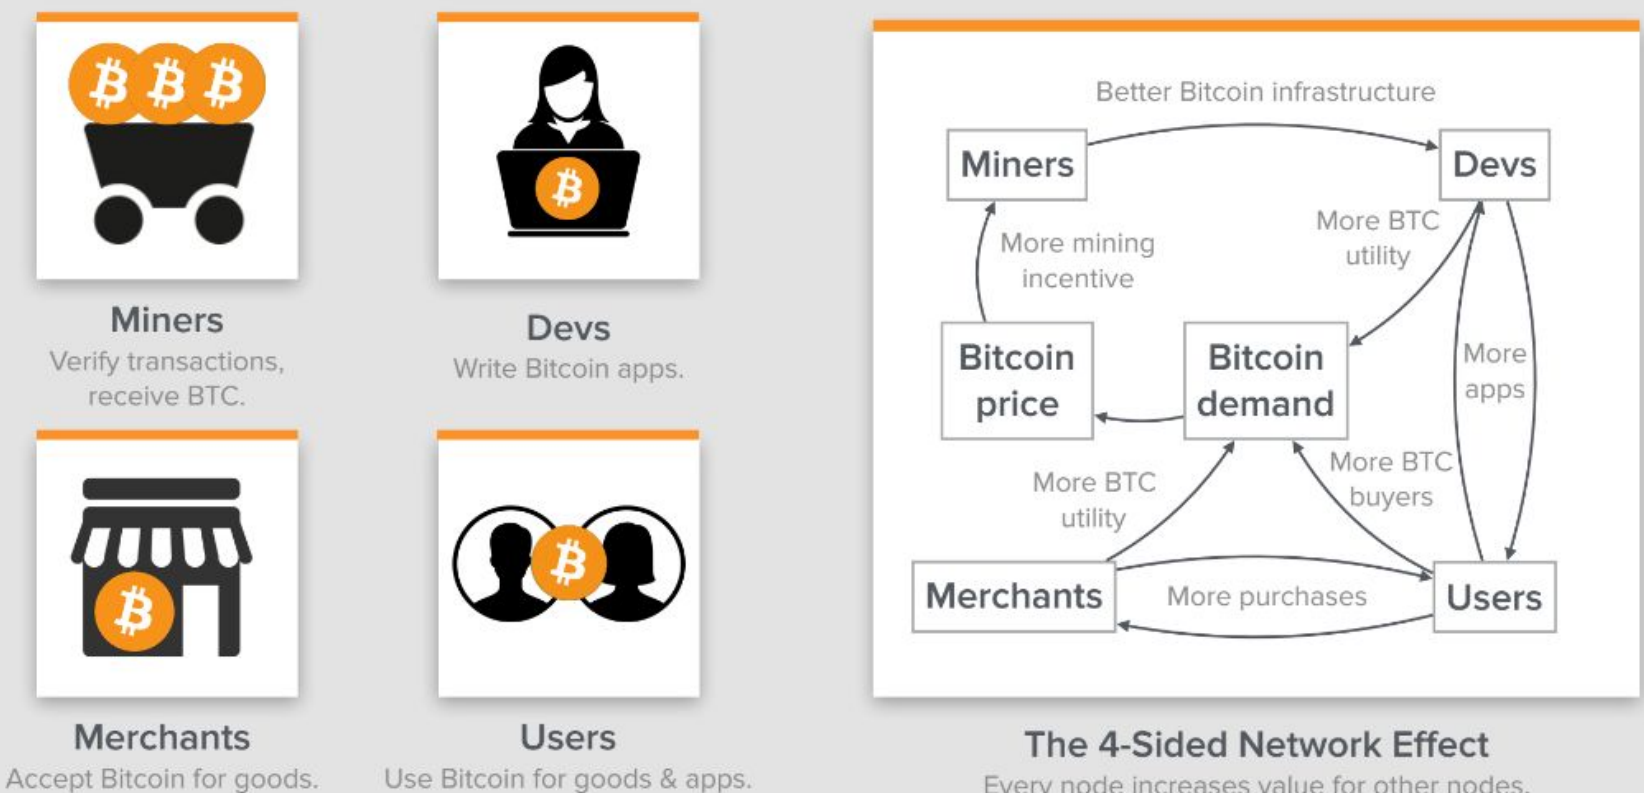 Miners
Verify transactions,
receive BTC.
Devs
Write Bitcoin apps.
Merchants
Accept Bitcoin for goods.
Users
Use Bitcoin for goods & apps.
Better Bitcoin infrastructure
Miners
Devs
More mining
incentive
More BTC
utility
Bitcoin
price
Bitcoin
demand
More
apps
More BTC
utility
More BTC
buyers
Merchants
More purchases
Users
The 4-Sided Network Effect
Every node increases value for other nodes.